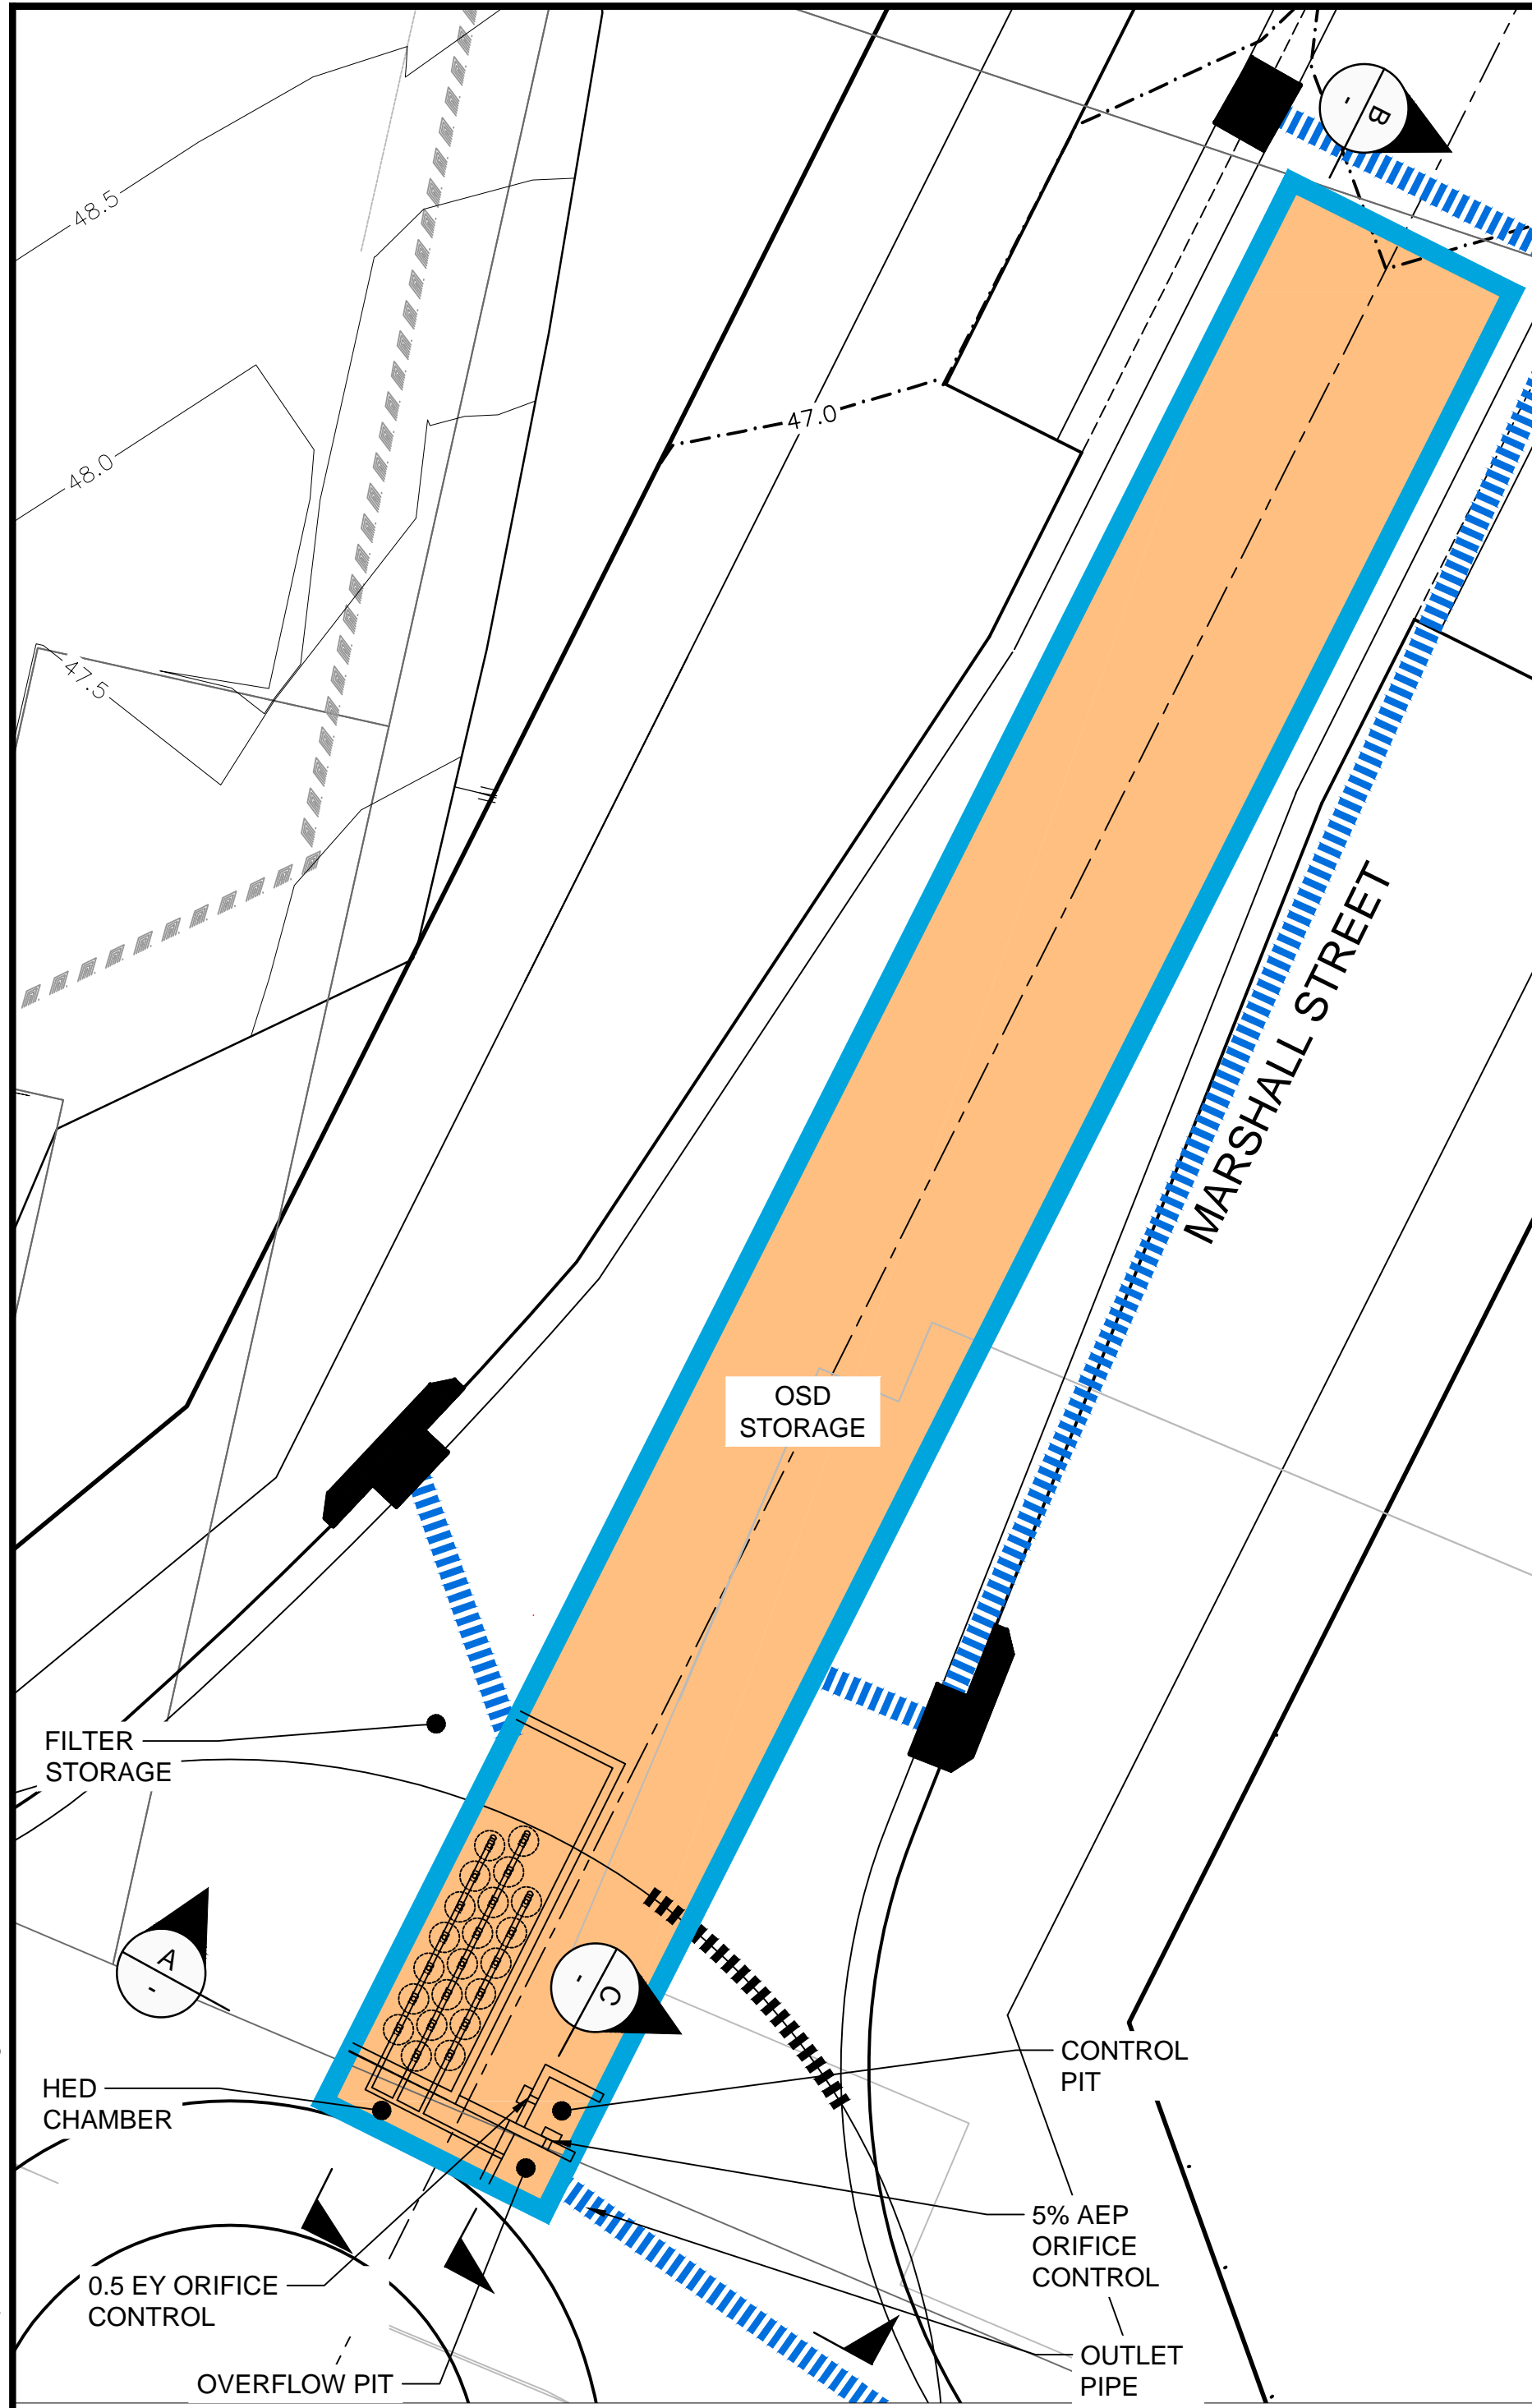 B
-
48.5
47.0
48.0
47.5
MARSHALL STREET
OSD
STORAGE
FILTER
STORAGE
A
-
C
-
CONTROL
PIT
HED
CHAMBER
5% AEP
ORIFICE
CONTROL
0.5 EY ORIFICE
CONTROL
OUTLET
PIPE
OVERFLOW PIT